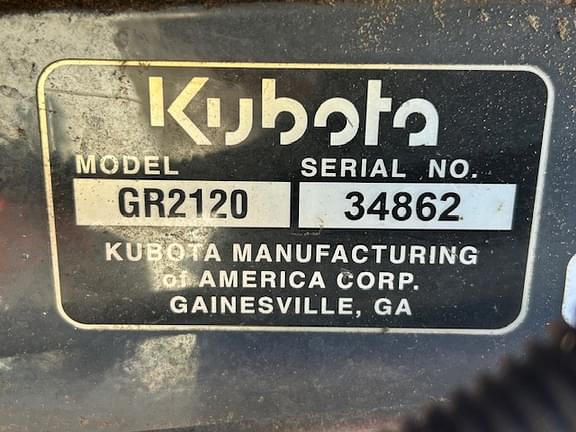 Kubota
MODEL SERIAL NO.
GR2120 34862
KUBOTA MANUFACTURING
of AMERICA CORP.
GAINESVILLE, GA